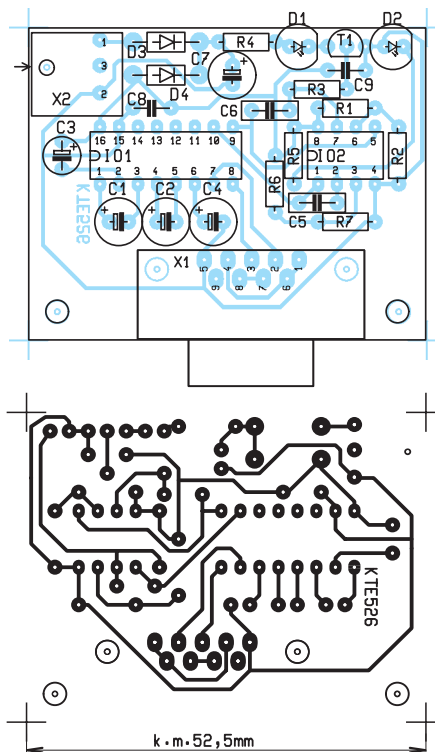 D1
D2
D3
C7
R4
T1
1
3
2
X2
D4
C8
C9
R3
C6
R1
C3
16 15 14 13 12 11 10 9
IO1
1 2 3 4 5 6 7 8
R5
8 7 6 5
IO2
1 2 3 4
R2
R6
KTE526
C1
C2
C4
C5
R7
X1
5 4 3 2 1
9 8 7 6
KTE526
k.m.52,5mm